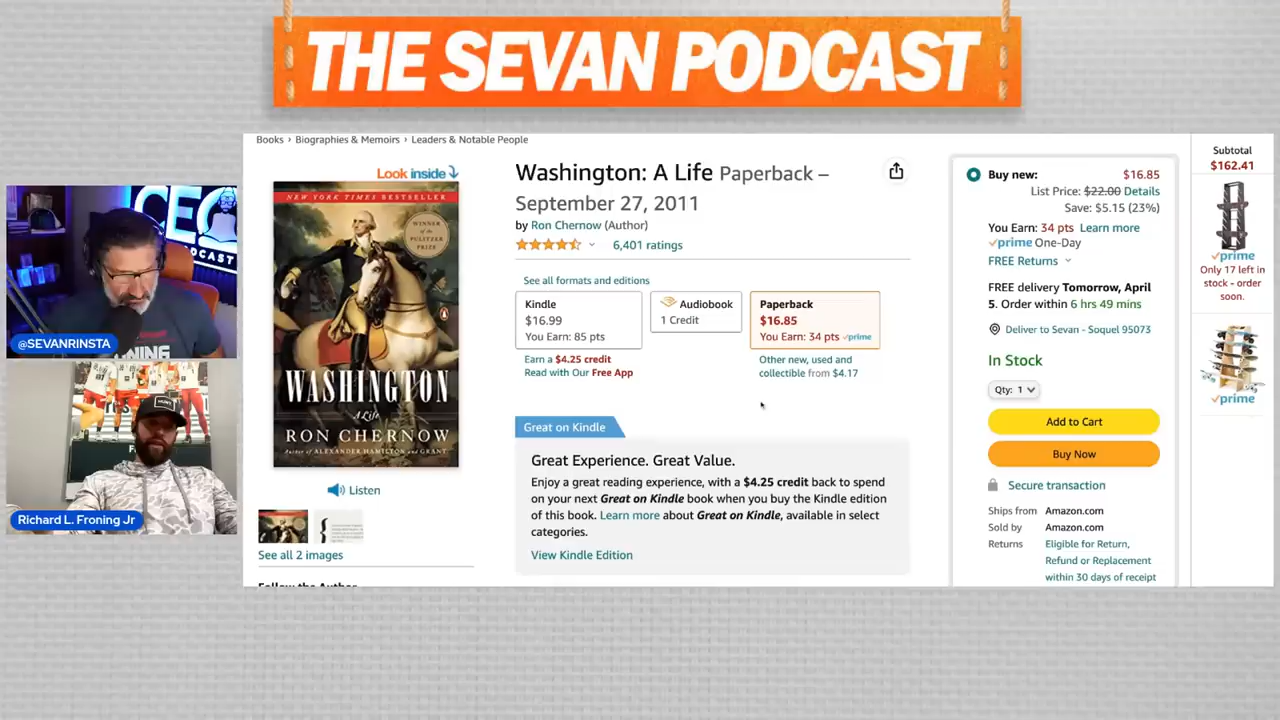 THE SEVAN PODCAST
Books › Biographies & Memoirs › Leaders & Notable People
Look inside
NEW YORK TIMES BESTSELLER
WINNER
OF THE
PULITZER
PRIZE
WASHINGTON
A Life
RON CHERNOW
Author of ALEXANDER HAMILTON and GRANT
Listen
See all 2 images
Follow the Author
Washington: A Life Paperback –
September 27, 2011
by Ron Chernow (Author)
6,401 ratings
See all formats and editions
Kindle
$16.99
You Earn: 85 pts
Audiobook
1 Credit
Paperback
$16.85
You Earn: 34 pts prime
Earn a $4.25 credit
Read with Our Free App
Other new, used and
collectible from $4.17
Great on Kindle
Great Experience. Great Value.
Enjoy a great reading experience, with a $4.25 credit back to spend
on your next Great on Kindle book when you buy the Kindle edition
of this book. Learn more about Great on Kindle, available in select
categories.
View Kindle Edition
Buy new: $16.85
List Price: $22.00 Details
Save: $5.15 (23%)
You Earn: 34 pts Learn more
prime One-Day
FREE Returns
FREE delivery Tomorrow, April
5. Order within 6 hrs 49 mins
Deliver to Sevan - Soquel 95073
In Stock
Qty: 1
Add to Cart
Buy Now
Secure transaction
Ships from Amazon.com
Sold by Amazon.com
Returns Eligible for Return,
Refund or Replacement
within 30 days of receipt
Subtotal
$162.41
prime
Only 17 left in
stock - order
soon.
prime
CEO
PODCAST
@SEVANRINSTA
Richard L. Froning Jr